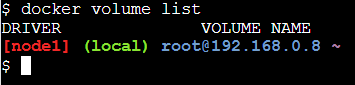 $ docker volume list
DRIVER              VOLUME NAME
[node1] (local) root@192.168.0.8 ~
$